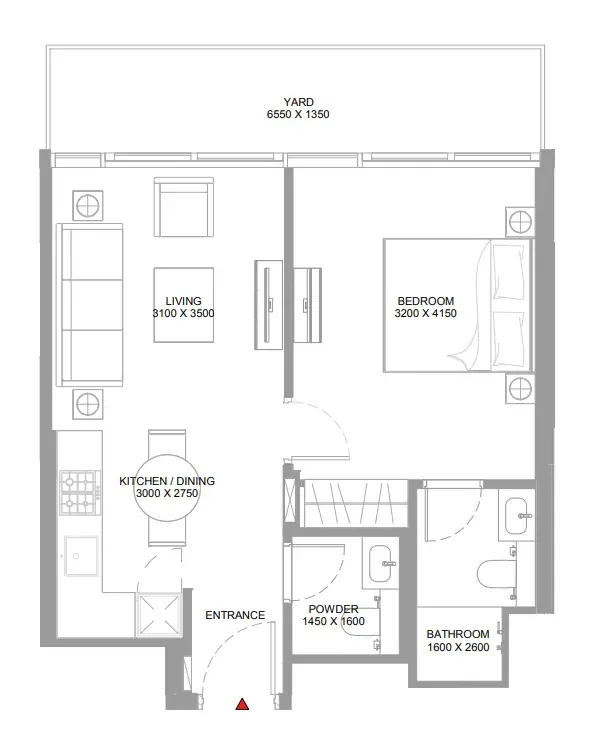 YARD
6550 X 1350
LIVING
3100 X 3500
BEDROOM
3200 X 4150
KITCHEN / DINING
3000 X 2750
ENTRANCE
POWDER
1450 X 1600
BATHROOM
1600 X 2600